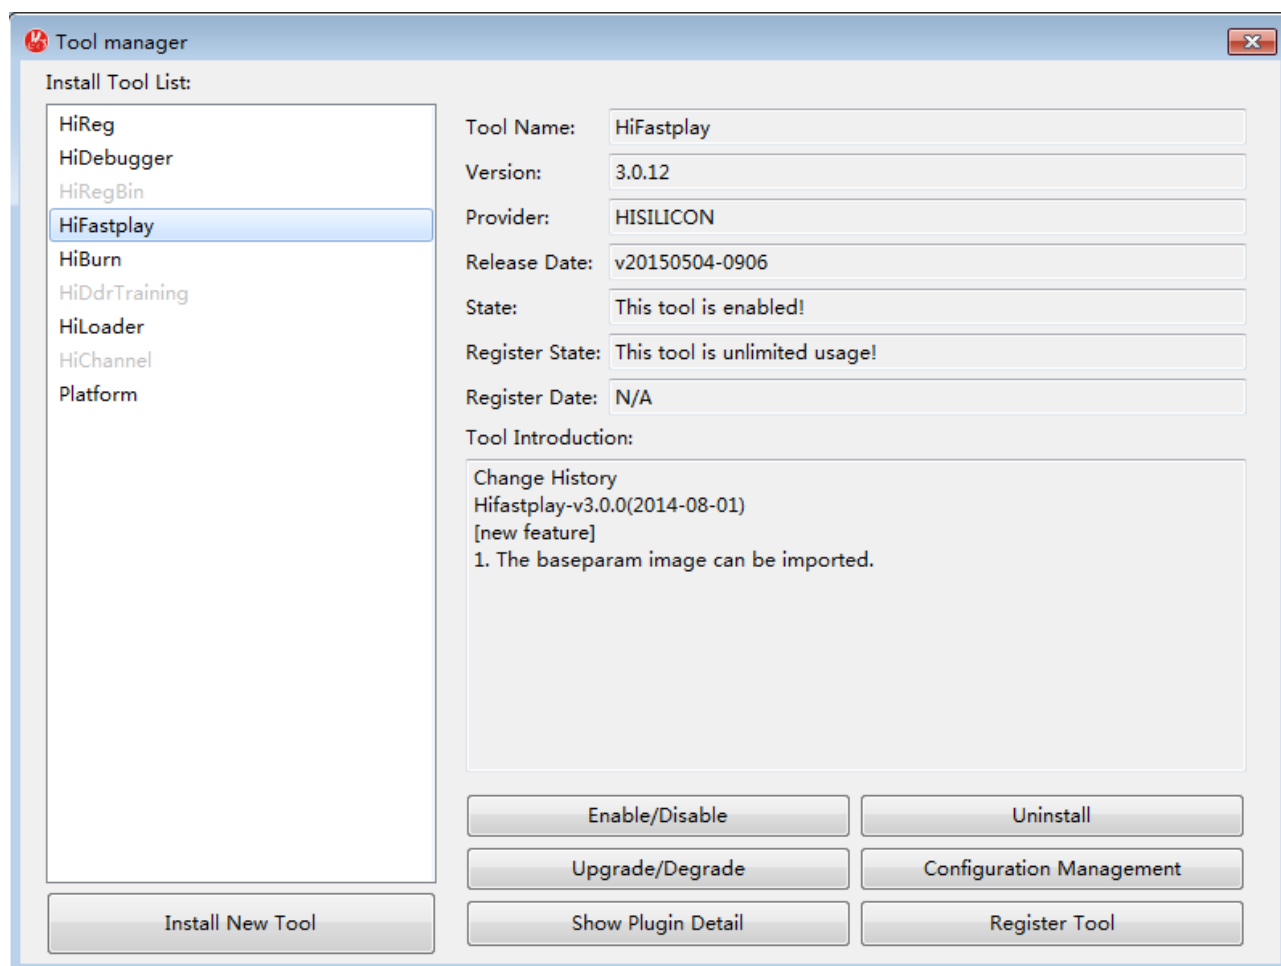 Tool manager
Install Tool List:
HiReg
HiDebugger
HiRegBin
HiFastplay
HiBurn
HiDdrTraining
HiLoader
HiChannel
Platform
Install New Tool
Tool Name: HiFastplay
Version: 3.0.12
Provider: HISILICON
Release Date: v20150504-0906
State: This tool is enabled!
Register State: This tool is unlimited usage!
Register Date: N/A
Tool Introduction:
Change History
Hifastplay-v3.0.0(2014-08-01)
[new feature]
1. The baseparam image can be imported.
Enable/Disable Uninstall
Upgrade/Degrade Configuration Management
Show Plugin Detail Register Tool